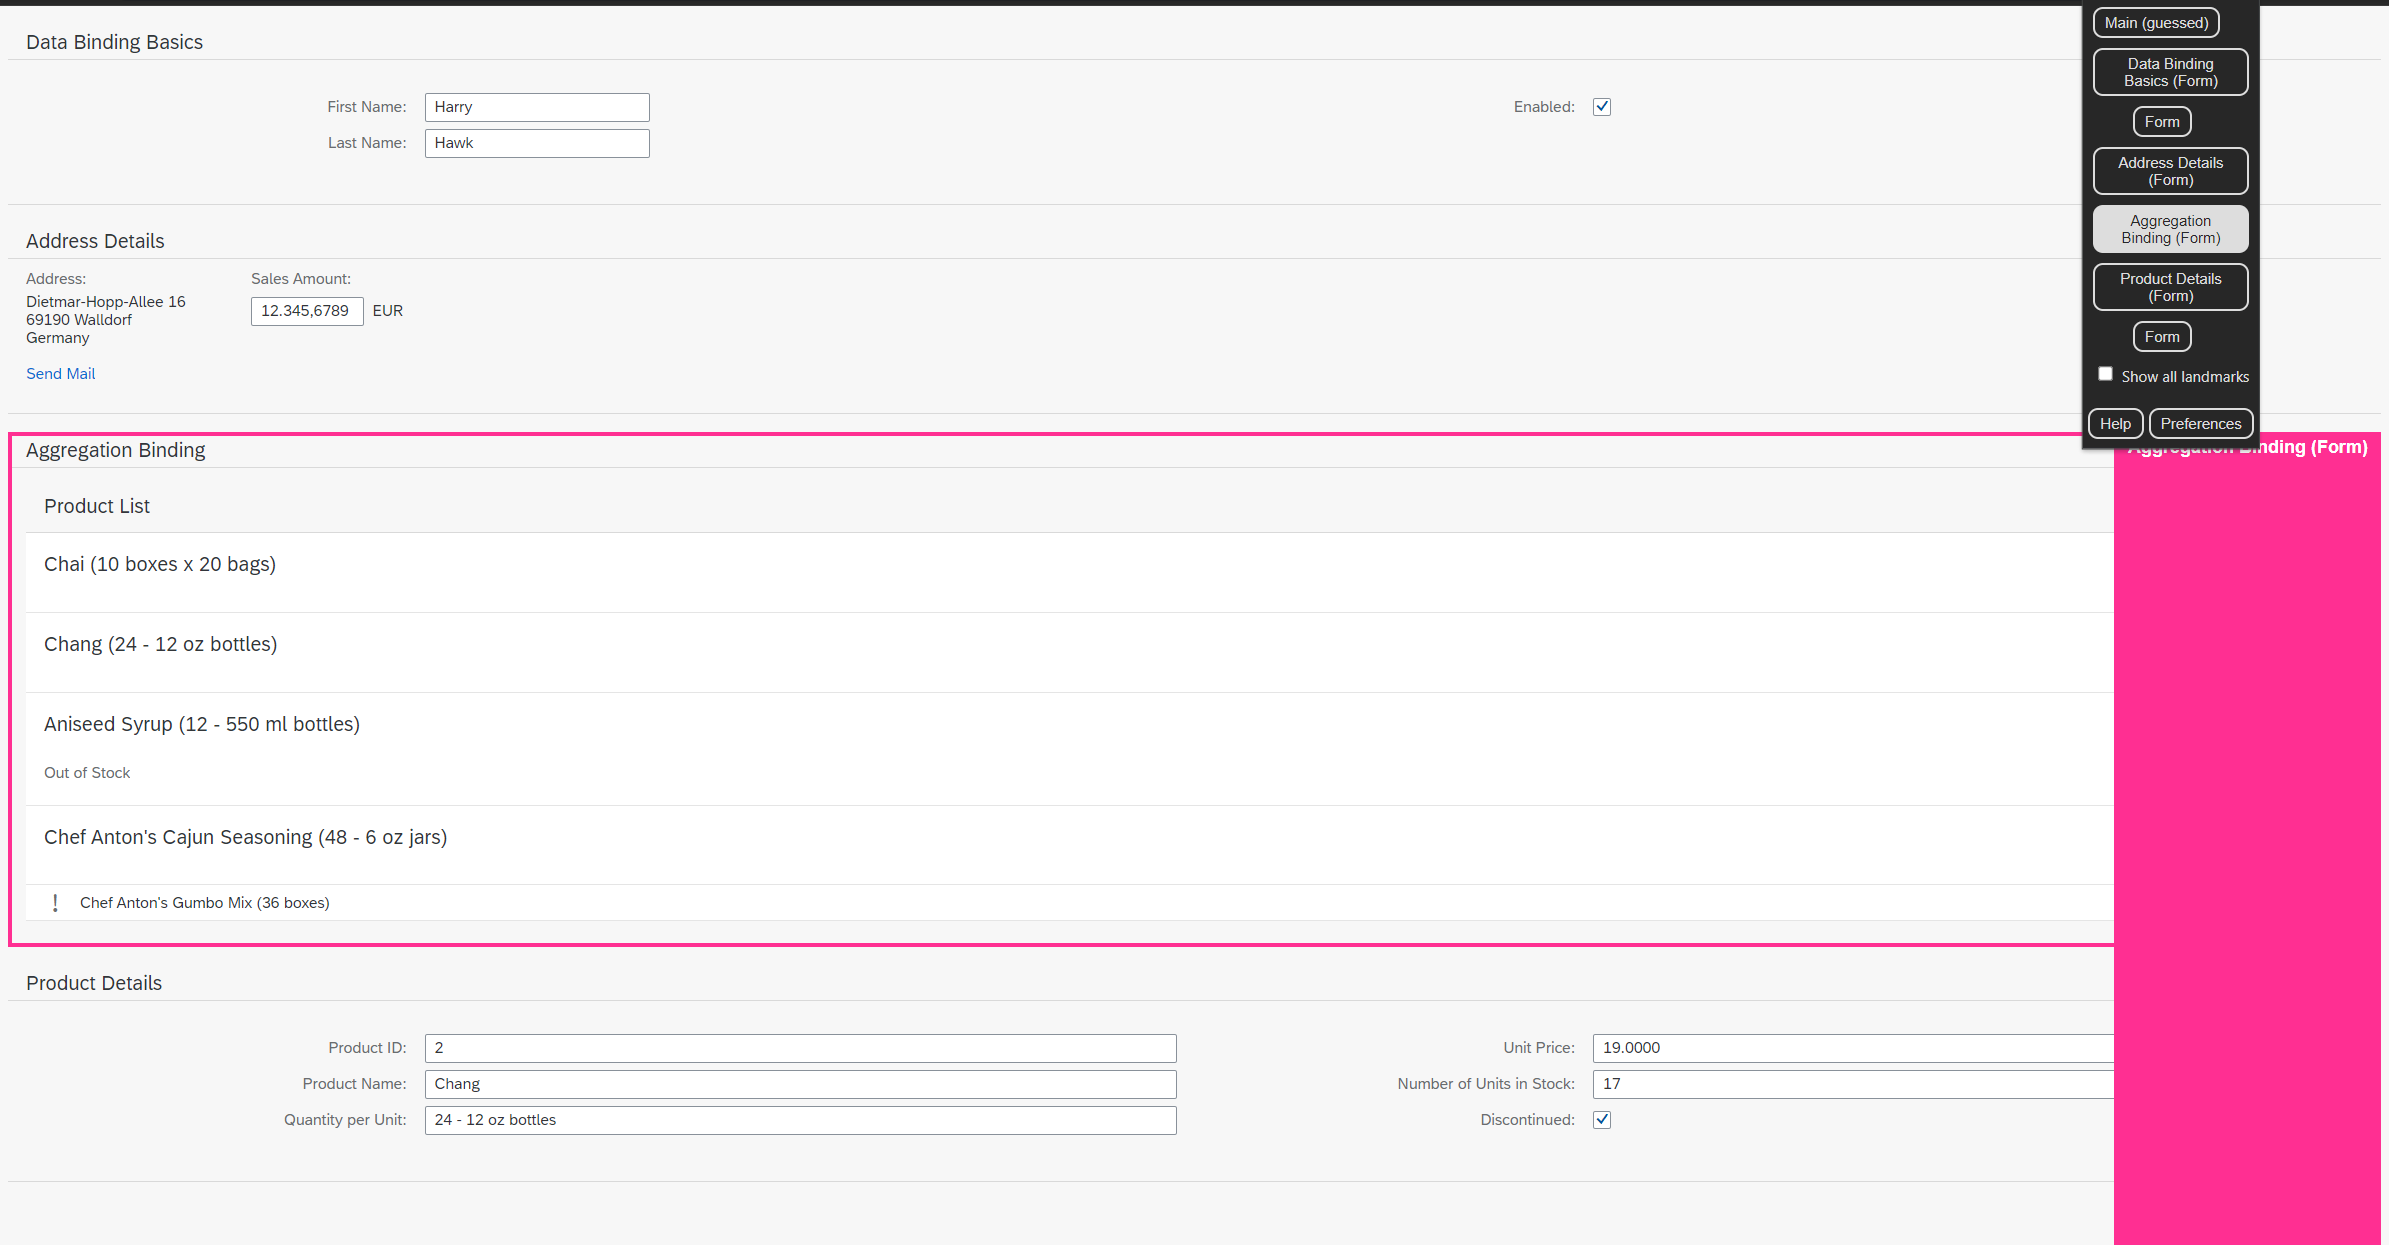 Data Binding Basics
First Name: Harry
Enabled:
Last Name: Hawk
Address Details
Address:
Sales Amount:
Dietmar-Hopp-Allee 16
69190 Walldorf
Germany
12.345,6789 EUR
Send Mail
Aggregation Binding
Product List
Chai (10 boxes x 20 bags)
Chang (24 - 12 oz bottles)
Aniseed Syrup (12 - 550 ml bottles)
Out of Stock
Chef Anton's Cajun Seasoning (48 - 6 oz jars)
! Chef Anton's Gumbo Mix (36 boxes)
Product Details
Product ID: 2
Unit Price: 19.0000
Product Name: Chang
Number of Units in Stock: 17
Quantity per Unit: 24 - 12 oz bottles
Discontinued:
Main (guessed)
Data Binding
Basics (Form)
Form
Address Details
(Form)
Aggregation
Binding (Form)
Product Details
(Form)
Form
Show all landmarks
Help
Preferences
Aggregation Binding (Form)